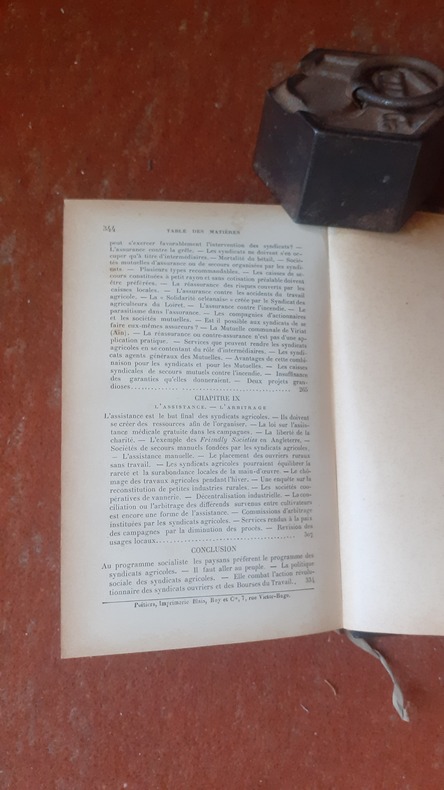 344
TABLE DES MATIÈRES
peut s'exercer favorablement l'intervention des syndicats? —
L'assurance contre la grêle. — Les syndicats ne doivent s'en oc-
cuper qu'à titre d'intermédiaires. — Mortalité du bétail. — Socié-
tés mutuelles d'assurance ou de secours organisées par les syndi-
cats. — Plusieurs types recommandables. — Les caisses de se-
cours constituées à petit rayon et sans cotisation préalable doivent
être préférées. — La réassurance des risques couverts par les
caisses locales. — L'assurance contre les accidents du travail
agricole. — La « Solidarité orléanaise » créée par le Syndicat des
agriculteurs du Loiret. — L'assurance contre l'incendie. — Le
parasitisme dans l'assurance. — Les compagnies d'actionnaires
et les sociétés mutuelles. — Est il possible aux syndicats de se
faire eux-mêmes assureurs ? — La Mutuelle communale de Viriat
(Ain). — La réassurance ou contre-assurance n'est pas d'une ap-
plication pratique. — Services que peuvent rendre les syndicats
agricoles en se contentant du rôle d'intermédiaires. — Les syndi-
cats agents généraux des Mutuelles. — Avantages de cette combi-
naison pour les syndicats et pour les Mutuelles. — Les caisses
syndicales de secours mutuels contre l'incendie. — Insuffisance
des garanties qu'elles donneraient. — Deux projets gran-
dioses
CHAPITRE IX
L'ASSISTANCE. — L'ARBITRAGE
L'assistance est le but final des syndicats agricoles. — Ils doivent
se créer des ressources afin de l'organiser. — La loi sur l'assis-
tance médicale gratuite dans les campagnes. — La liberté de la
charité. — L'exemple des Friendly Societies en Angleterre. —
Sociétés de secours manuels fondées par les syndicats agricoles.
— L'assistance manuelle. — Le placement des ouvriers ruraux
sans travail. — Les syndicats agricoles pourraient équilibrer la
rareté et la surabondance locales de la main-d'œuvre. — Le chô-
mage des travaux agricoles pendant l'hiver. — Une enquête sur la
reconstitution de petites industries rurales. — Les sociétés coo-
pératives de vannerie. — Décentralisation industrielle. — La con-
ciliation ou l'arbitrage des différends survenus entre cultivateurs
est encore une forme de l'assistance. — Commissions d'arbitrage
instituées par les syndicats agricoles. — Services rendus à la paix
des campagnes par la diminution des procès. — Revision des
usages locaux
CONCLUSION
Au programme socialiste les paysans préfèrent le programme des
syndicats agricoles. — Il faut aller au peuple. — La politique
sociale des syndicats agricoles. — Elle combat l'action révolu-
tionnaire des syndicats ouvriers et des Bourses du Travail.. 334
Poitiers, Imprimerie Blais, Roy et Cie, 7, rue Victor-Hugo.